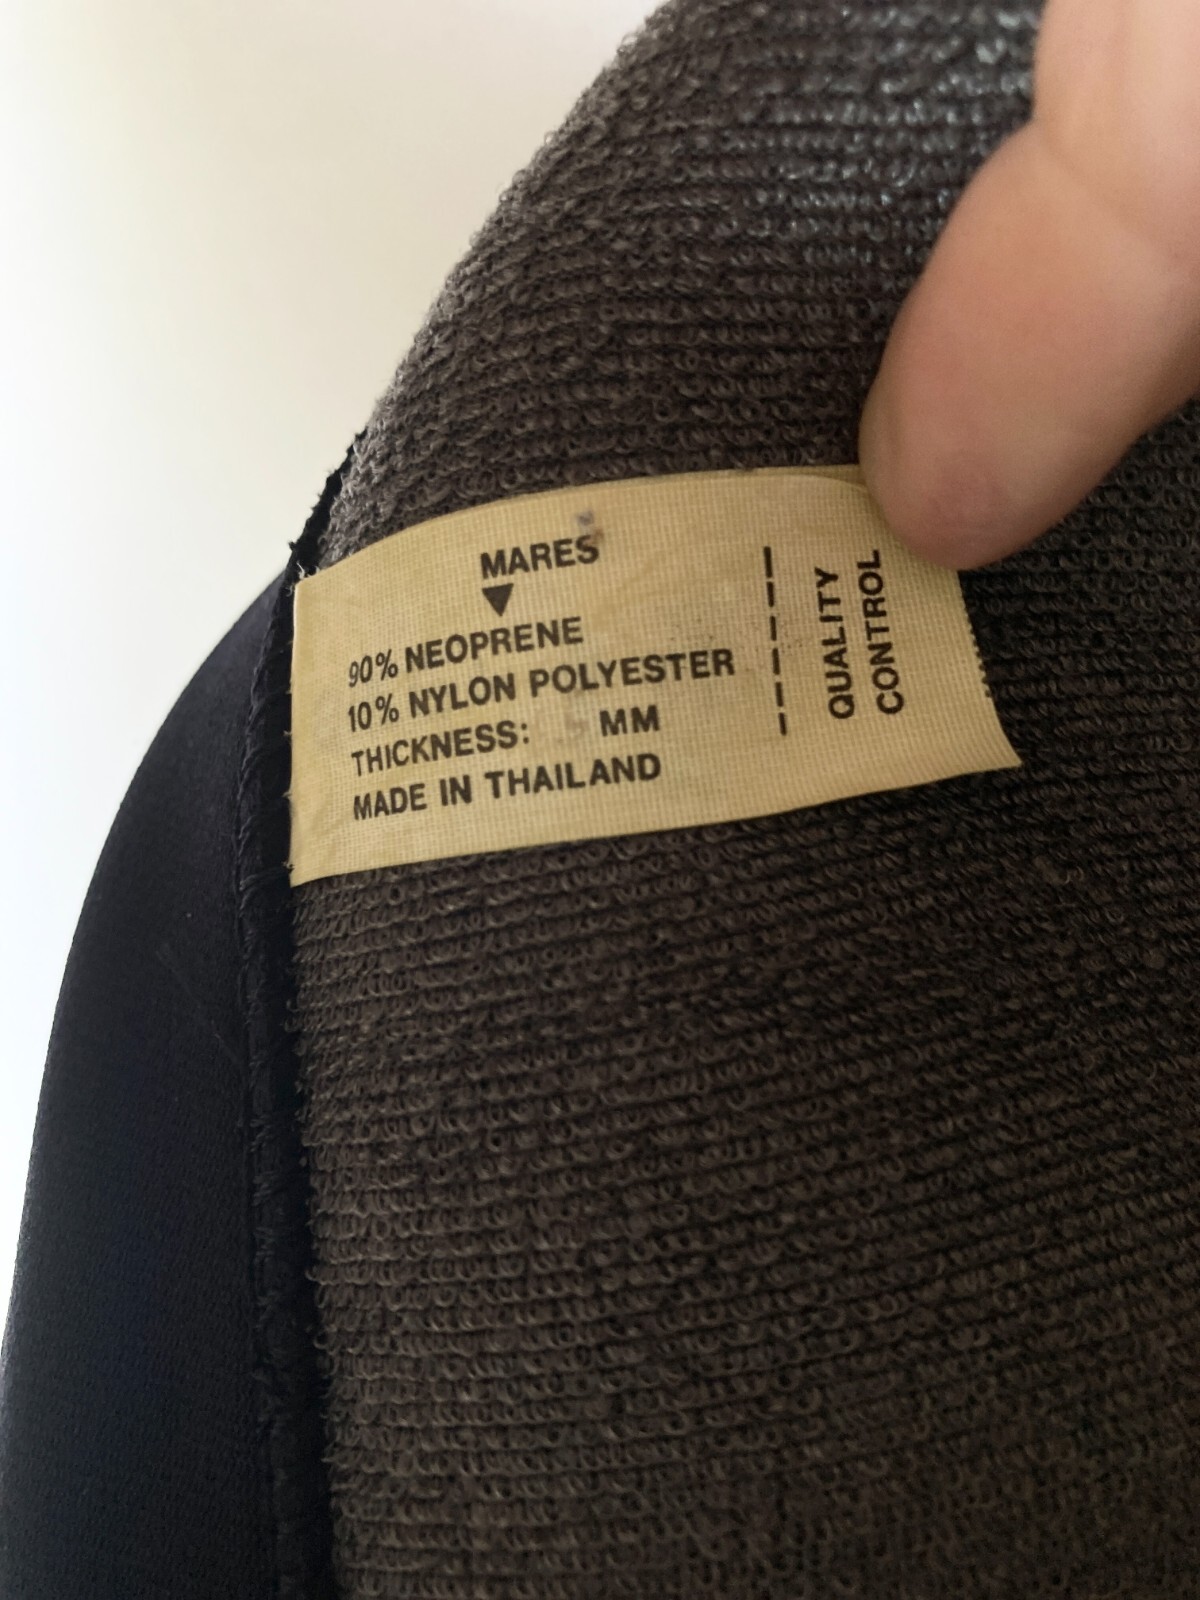 MARES
90% NEOPRENE
10% NYLON POLYESTER
THICKNESS: MM
MADE IN THAILAND
QUALITY
CONTROL